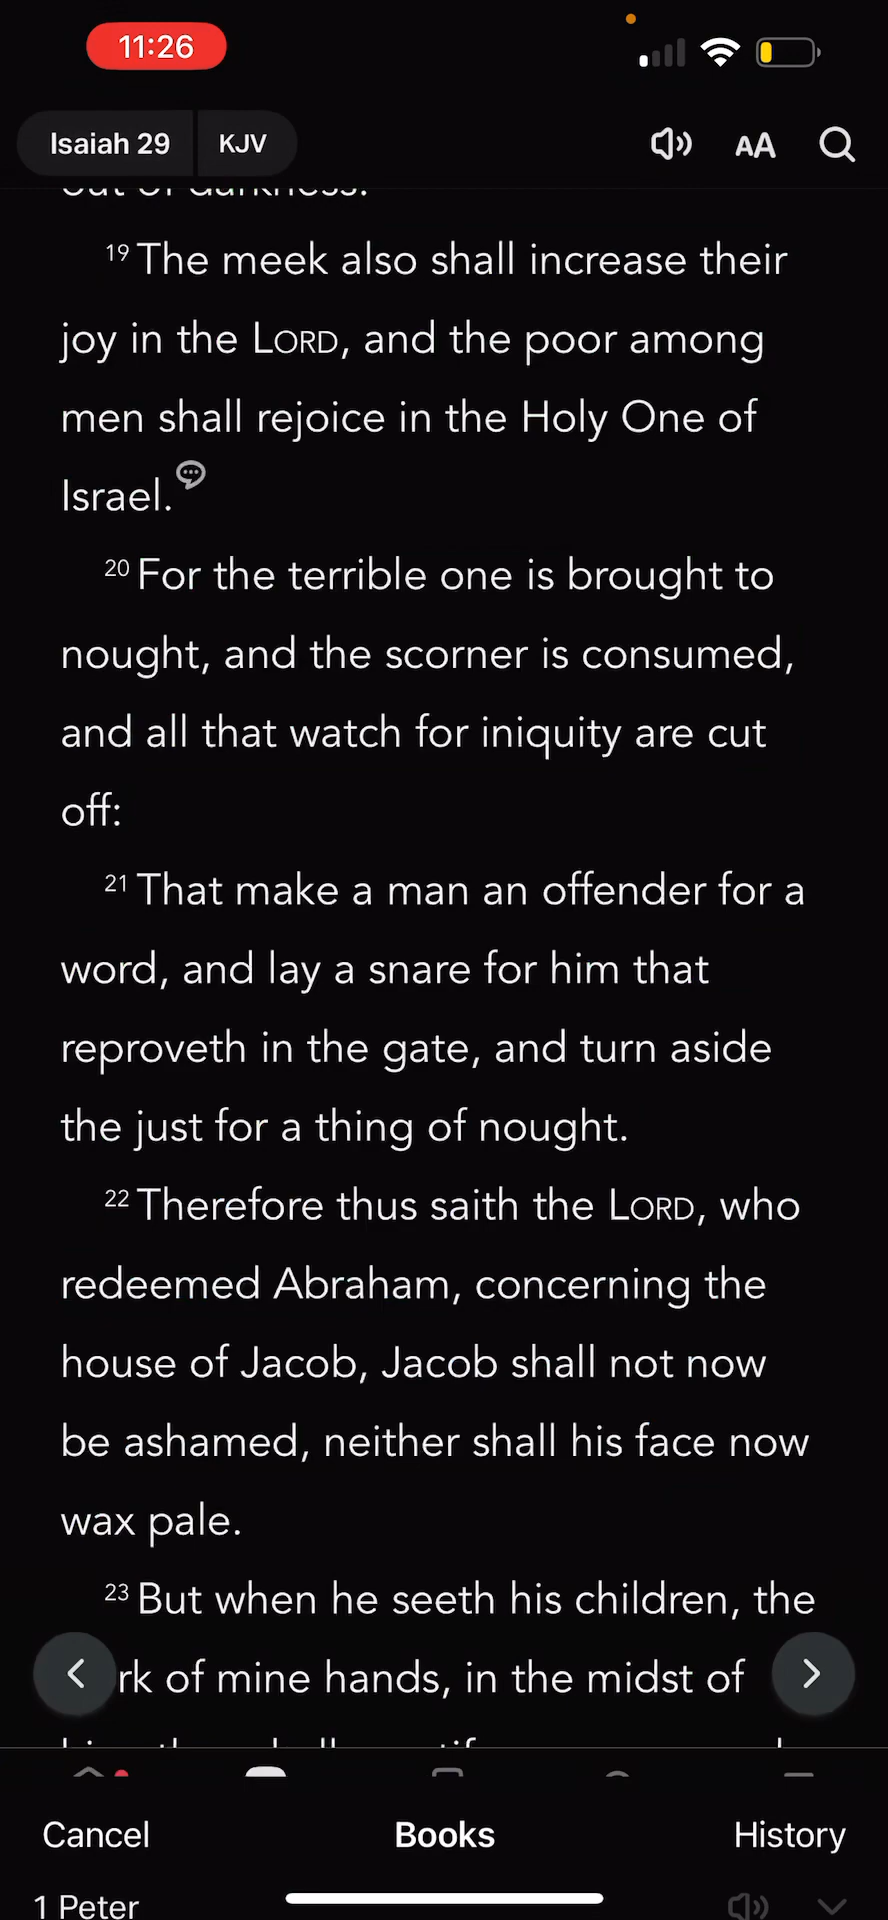 11:26
Isaiah 29 KJV AA
out of darkness.
19 The meek also shall increase their
joy in the LORD, and the poor among
men shall rejoice in the Holy One of
Israel.
20 For the terrible one is brought to
nought, and the scorner is consumed,
and all that watch for iniquity are cut
off:
21 That make a man an offender for a
word, and lay a snare for him that
reproveth in the gate, and turn aside
the just for a thing of nought.
22 Therefore thus saith the LORD, who
redeemed Abraham, concerning the
house of Jacob, Jacob shall not now
be ashamed, neither shall his face now
wax pale.
23 But when he seeth his children, the
rk of mine hands, in the midst of
Cancel Books History
1 Peter